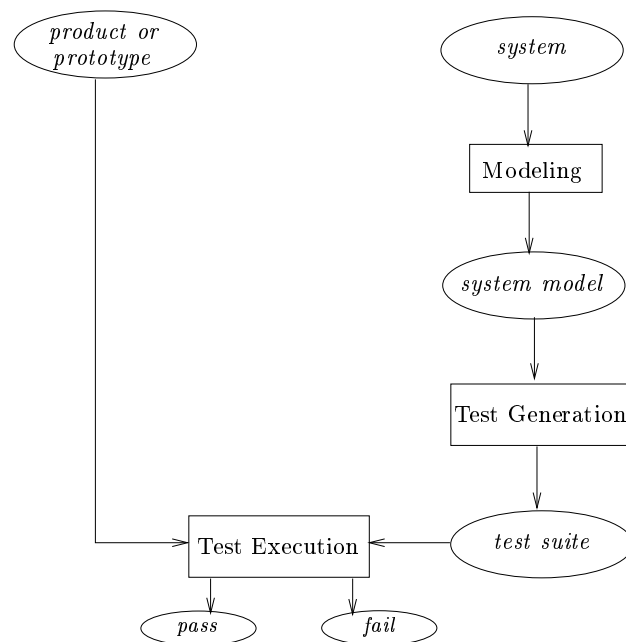 product or
prototype
system
Modeling
system model
Test Generation
Test Execution
test suite
pass
fail